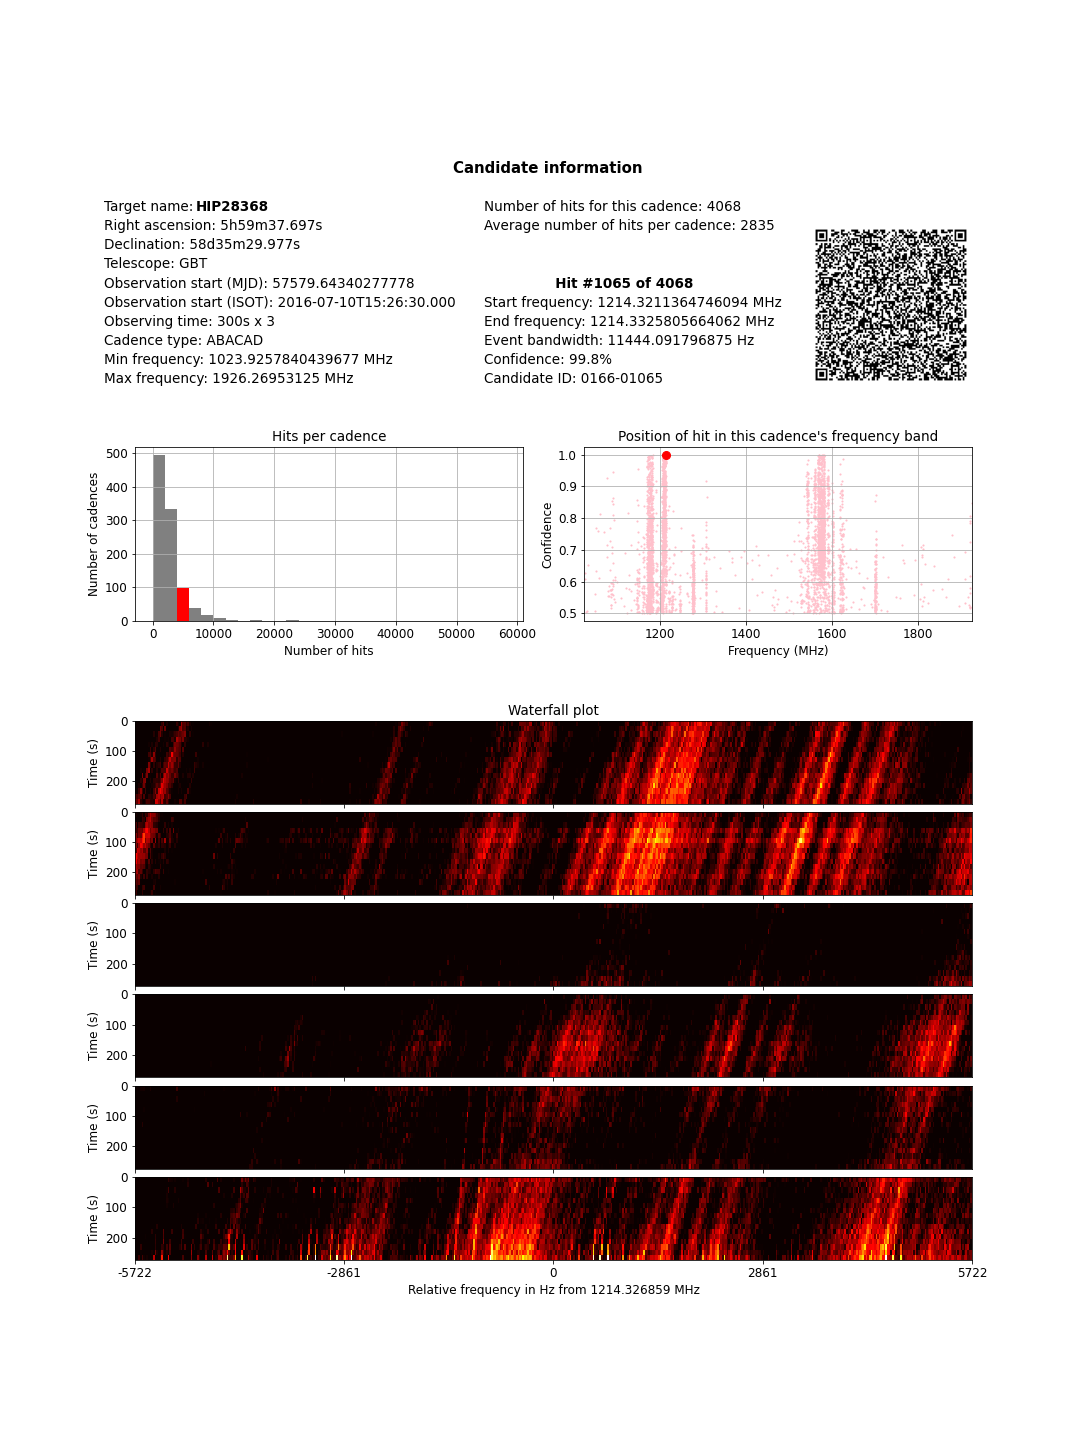 Candidate information
Target name: HIP28368
Right ascension: 5h59m37.697s
Declination: 58d35m29.977s
Telescope: GBT
Observation start (MJD): 57579.64340277778
Observation start (ISOT): 2016-07-10T15:26:30.000
Observing time: 300s x 3
Cadence type: ABACAD
Min frequency: 1023.9257840439677 MHz
Max frequency: 1926.26953125 MHz
Number of hits for this cadence: 4068
Average number of hits per cadence: 2835
Hit #1065 of 4068
Start frequency: 1214.3211364746094 MHz
End frequency: 1214.3325805664062 MHz
Event bandwidth: 11444.091796875 Hz
Confidence: 99.8%
Candidate ID: 0166-01065
Hits per cadence
Number of cadences
500
400
300
200
100
0
0 10000 20000 30000 40000 50000 60000
Number of hits
Position of hit in this cadence's frequency band
Confidence
1.0
0.9
0.8
0.7
0.6
0.5
1200 1400 1600 1800
Frequency (MHz)
Waterfall plot
Time (s)
0
100
200
Time (s)
0
100
200
Time (s)
0
100
200
Time (s)
0
100
200
Time (s)
0
100
200
Time (s)
0
100
200
-5722 -2861 0 2861 5722
Relative frequency in Hz from 1214.326859 MHz